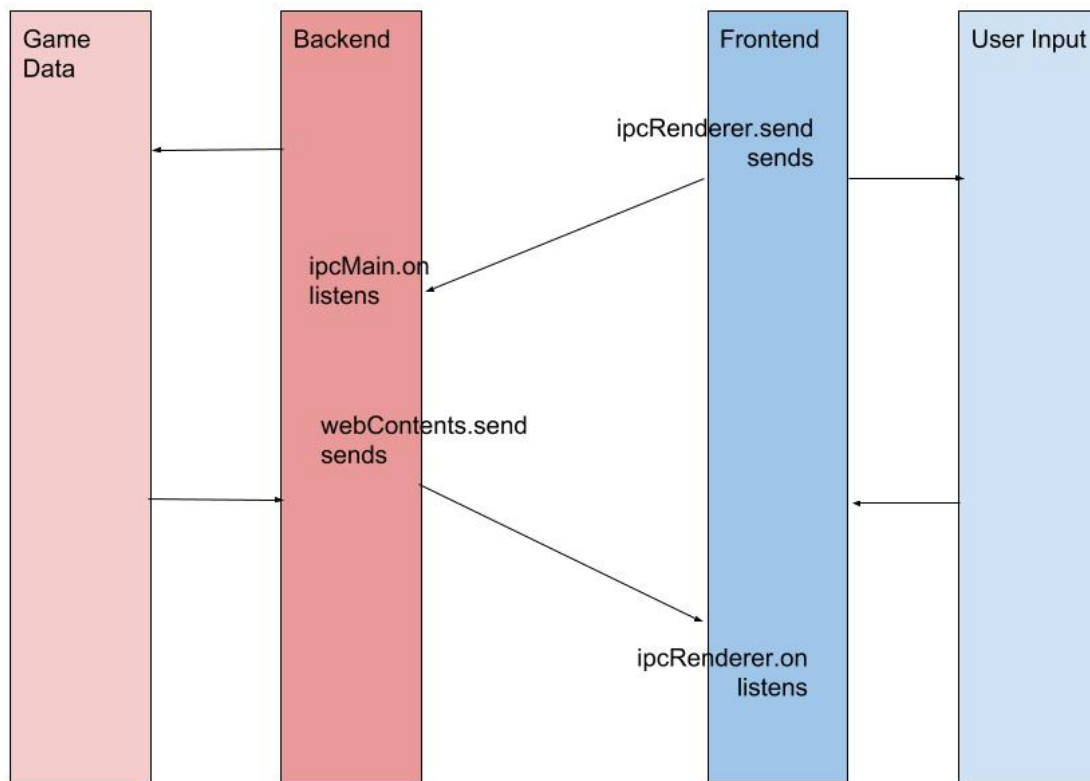 Game
Data
Backend
Frontend
User Input
ipcRenderer.send
sends
ipcMain.on
listens
webContents.send
sends
ipcRenderer.on
listens